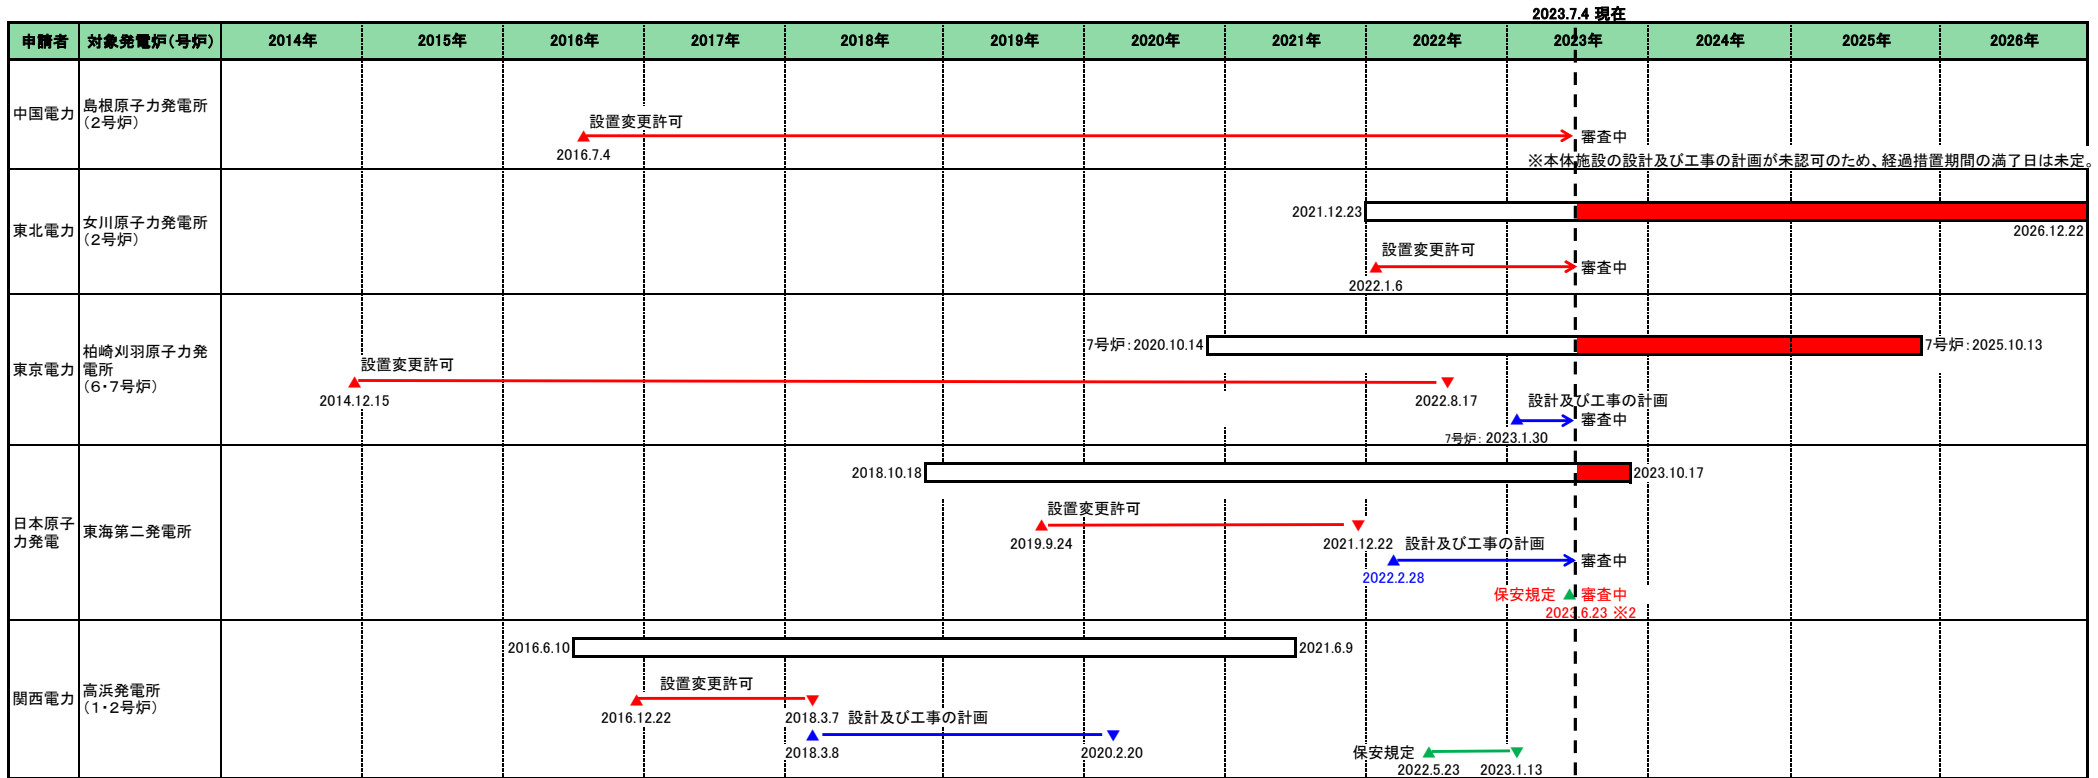 2023.7.4 現在
申請者 対象発電炉(号炉) 2014年 2015年 2016年 2017年 2018年 2019年 2020年 2021年 2022年 2023年 2024年 2025年 2026年
中国電力
島根原子力発電所
(2号炉)
設置変更許可
2016.7.4
審査中
※本体施設の設計及び工事の計画が未認可のため、経過措置期間の満了日は未定。
東北電力
女川原子力発電所
(2号炉)
2021.12.23
2026.12.22
設置変更許可
2022.1.6
審査中
東京電力
柏崎刈羽原子力発
電所
(6・7号炉)
7号炉:2020.10.14
7号炉:2025.10.13
設置変更許可
2014.12.15
2022.8.17
設計及び工事の計画
審査中
7号炉: 2023.1.30
日本原子
力発電
東海第二発電所
2018.10.18
2023.10.17
設置変更許可
2019.9.24
2021.12.22
設計及び工事の計画
2022.2.28
審査中
保安規定
審査中
2023.6.23 ※2
関西電力
高浜発電所
(1・2号炉)
2016.6.10
2021.6.9
設置変更許可
2016.12.22
2018.3.7
設計及び工事の計画
2018.3.8
2020.2.20
保安規定
2022.5.23
2023.1.13